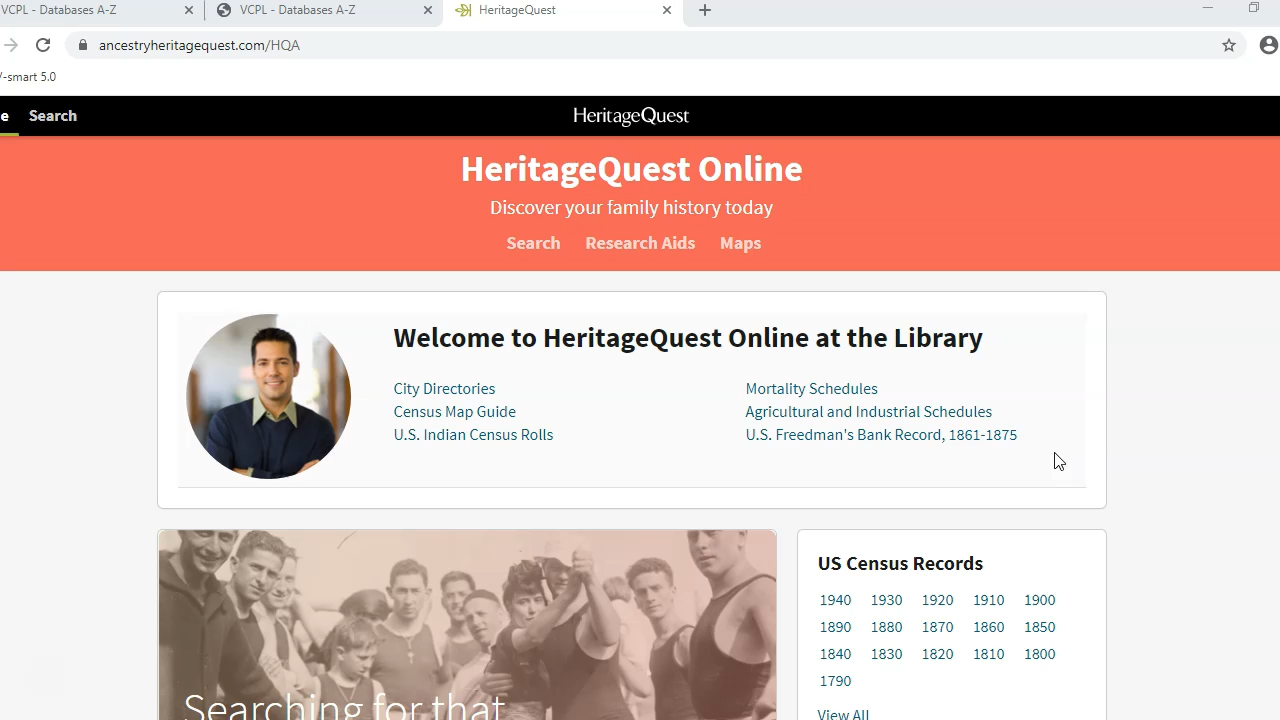 VCPL - Databases A-Z
VCPL - Databases A-Z
HeritageQuest
ancestryheritagequest.com/HQA
-smart 5.0
e Search
HeritageQuest
HeritageQuest Online
Discover your family history today
Search Research Aids Maps
Welcome to HeritageQuest Online at the Library
City Directories
Census Map Guide
U.S. Indian Census Rolls
Mortality Schedules
Agricultural and Industrial Schedules
U.S. Freedman's Bank Record, 1861-1875
Searching for that
US Census Records
1940 1930 1920 1910 1900
1890 1880 1870 1860 1850
1840 1830 1820 1810 1800
1790
View All